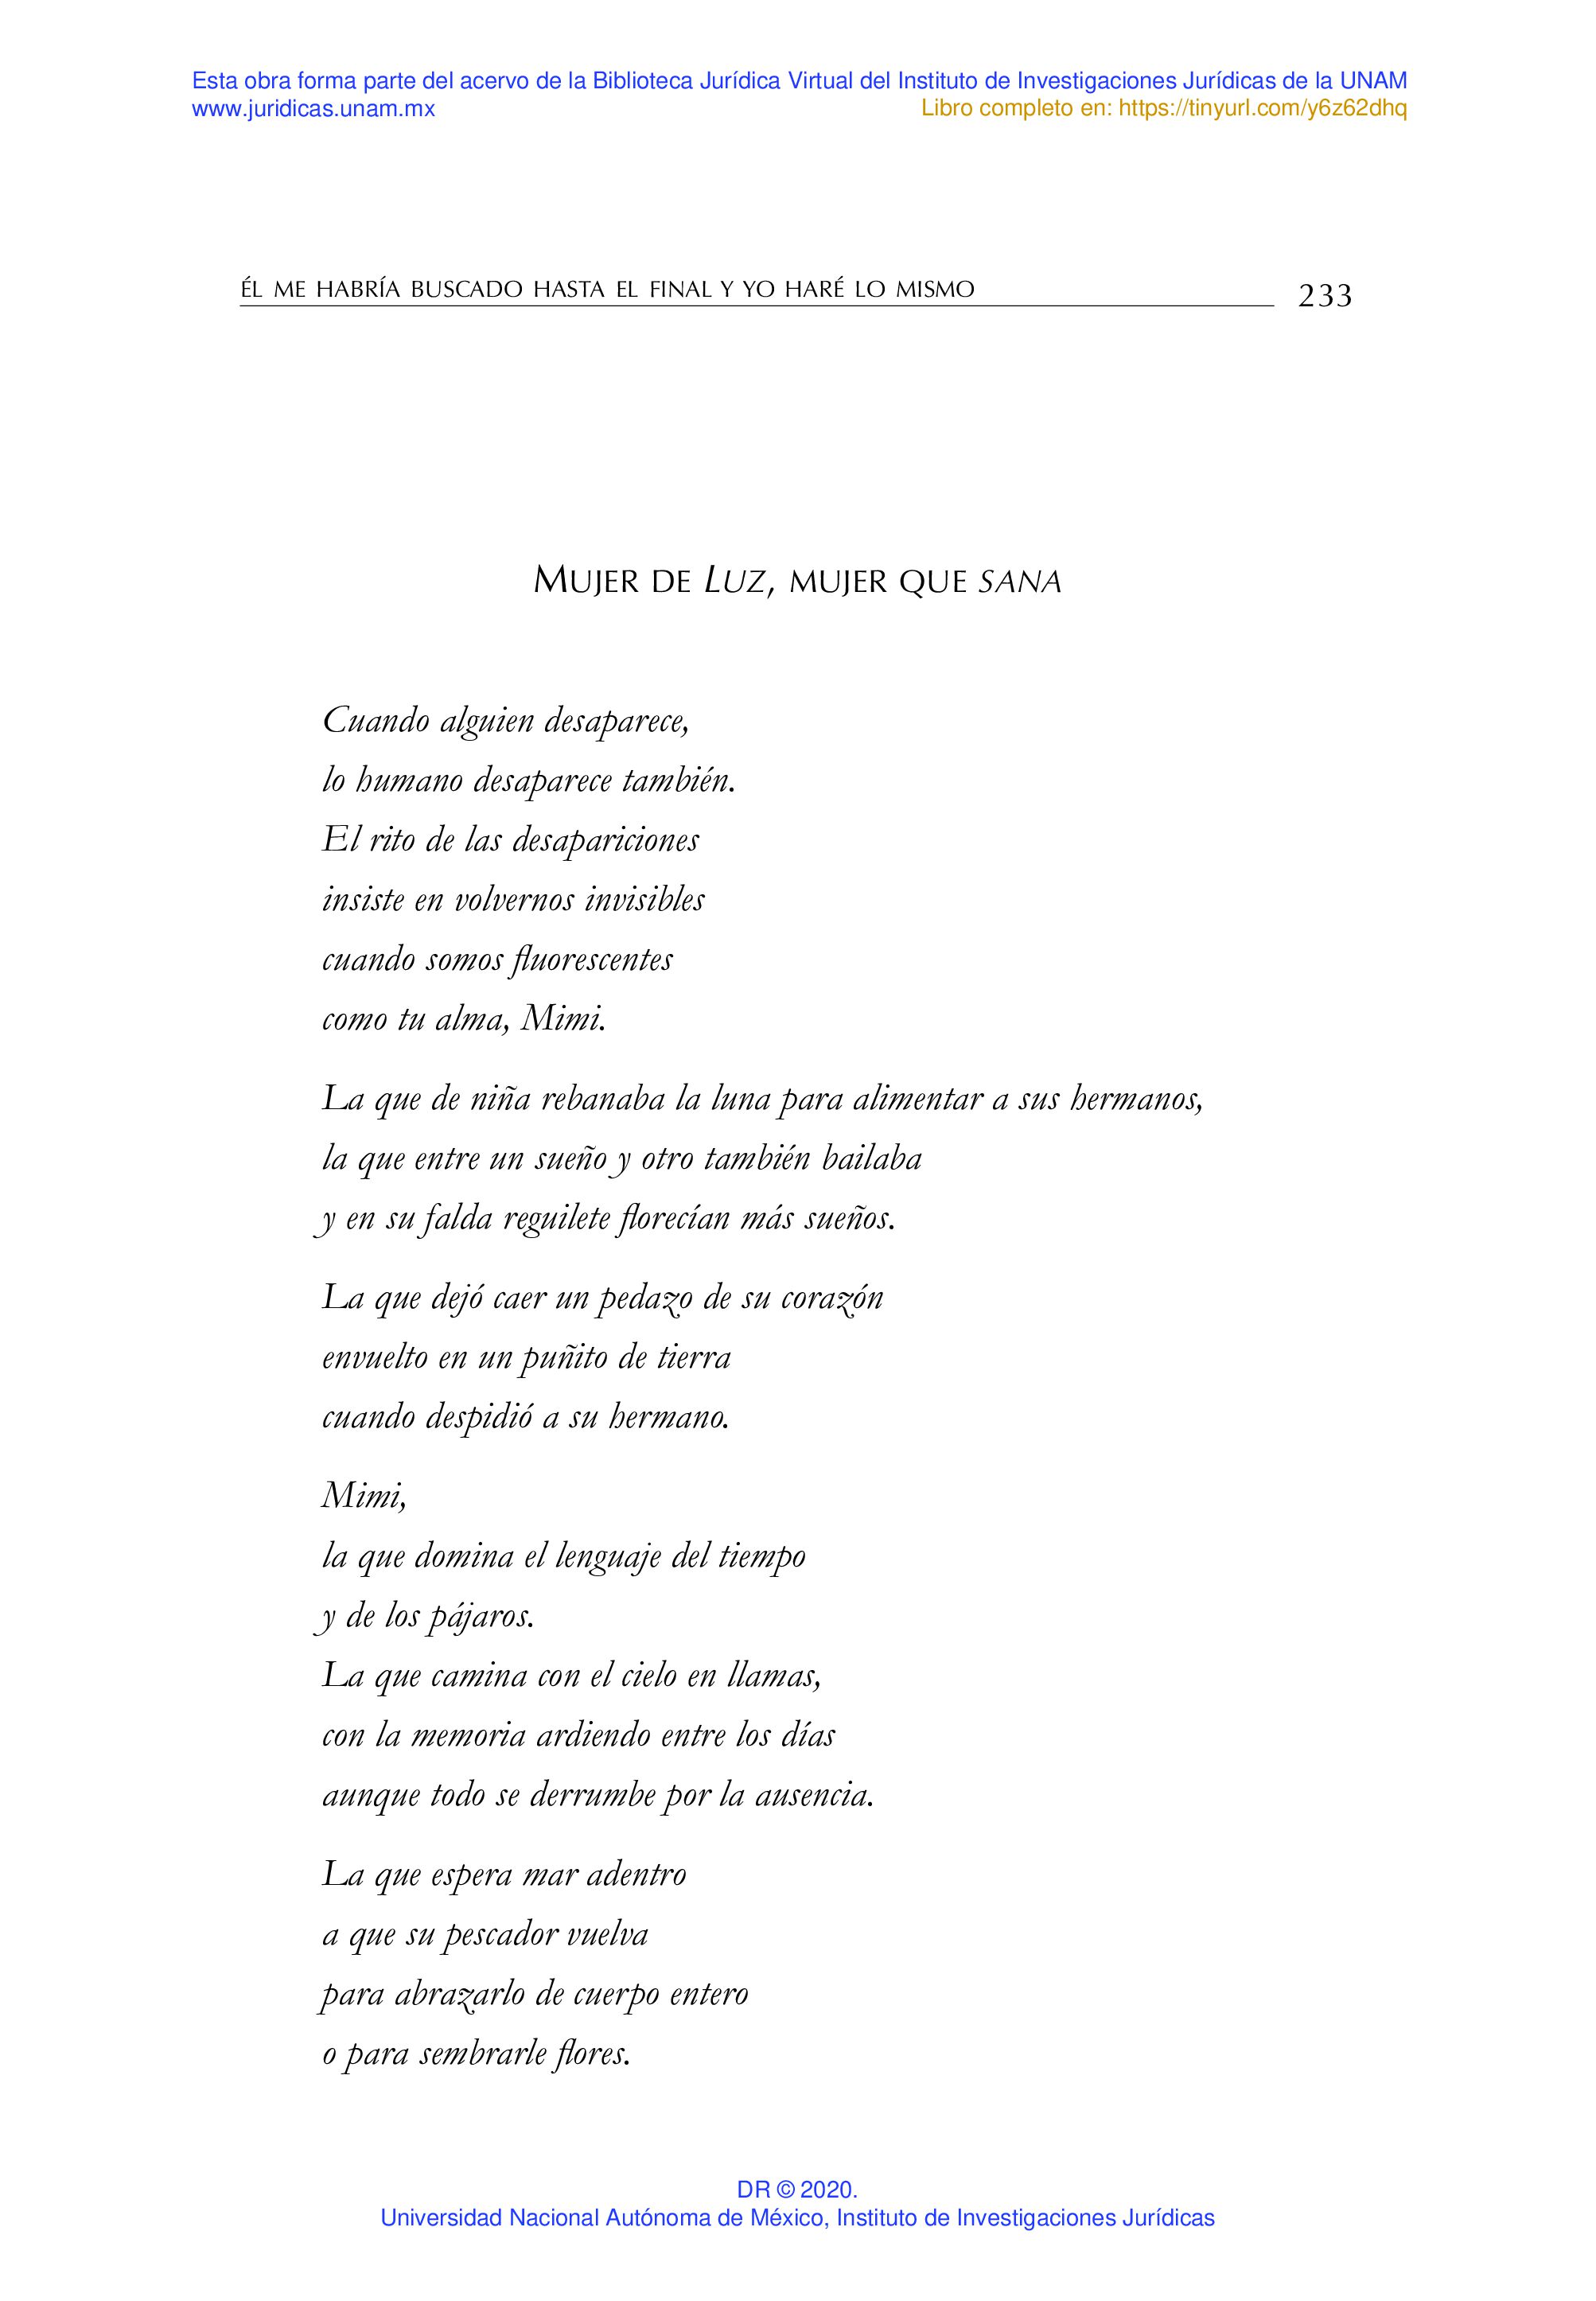 Esta obra forma parte del acervo de la Biblioteca Jurídica Virtual del Instituto de Investigaciones Jurídicas de la UNAM
www.juridicas.unam.mx
Libro completo en: https://tinyurl.com/y6z62dhq
ÉL ME HABRÍA BUSCADO HASTA EL FINAL Y YO HARÉ LO MISMO
233
MUJER DE LUZ, MUJER QUE SANA
Cuando alguien desaparece,
lo humano desaparece también.
El rito de las desapariciones
insiste en volvernos invisibles
cuando somos fluorescentes
como tu alma, Mimi.
La que de niña rebanaba la luna para alimentar a sus hermanos,
la que entre un sueño y otro también bailaba
y en su falda reguilete florecían más sueños.
La que dejó caer un pedazo de su corazón
envuelto en un puñito de tierra
cuando despidió a su hermano.
Mimi,
la que domina el lenguaje del tiempo
y de los pájaros.
La que camina con el cielo en llamas,
con la memoria ardiendo entre los días
aunque todo se derrumbe por la ausencia.
La que espera mar adentro
a que su pescador vuelva
para abrazarlo de cuerpo entero
o para sembrarle flores.
DR © 2020.
Universidad Nacional Autónoma de México, Instituto de Investigaciones Jurídicas